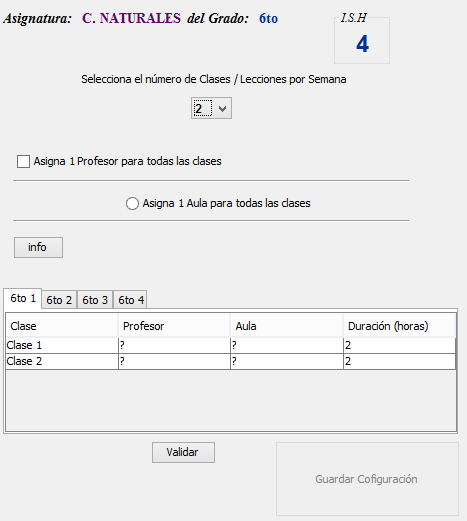 Asignatura: C. NATURALES del Grado: 6to
I.S.H
4
Selecciona el número de Clases / Lecciones por Semana
2
Asigna 1 Profesor para todas las clases
Asigna 1 Aula para todas las clases
info
6to 1 6to 2 6to 3 6to 4
Clase Profesor Aula Duración (horas)
Clase 1 ? ? 2
Clase 2 ? ? 2
Validar
Guardar Cofiguración